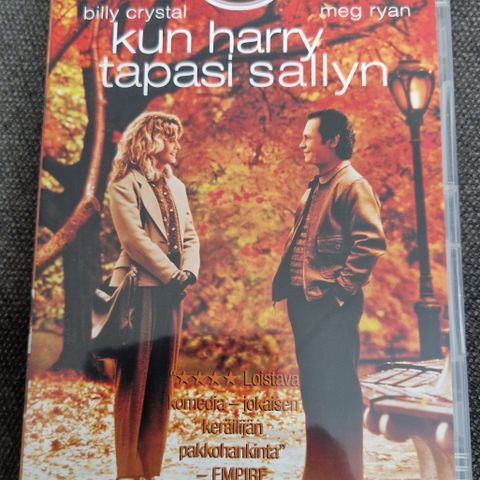 billy crystal meg ryan
kun harry
tapasi sallyn
"☆☆☆☆☆ Loistava
komedia – jokaisen
keräilijän
pakkohankinta"
– EMPIRE